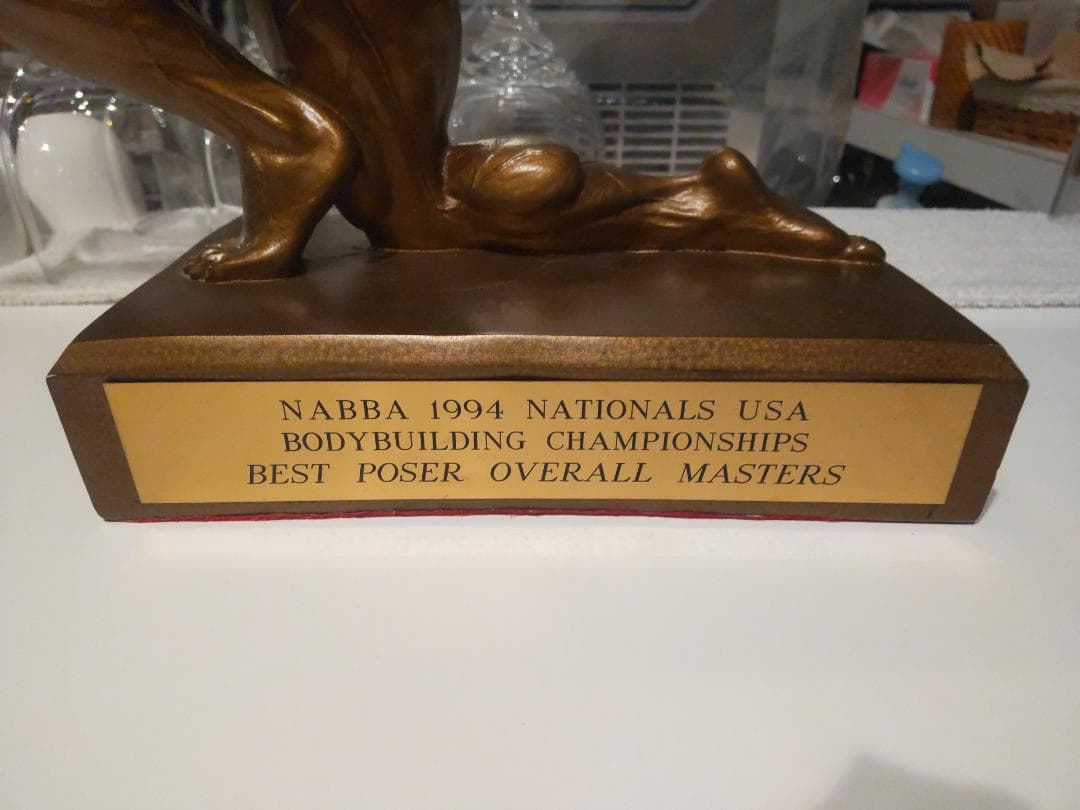 NABBA 1994 NATIONALS USA
BODYBUILDING CHAMPIONSHIPS
BEST POSER OVERALL MASTERS